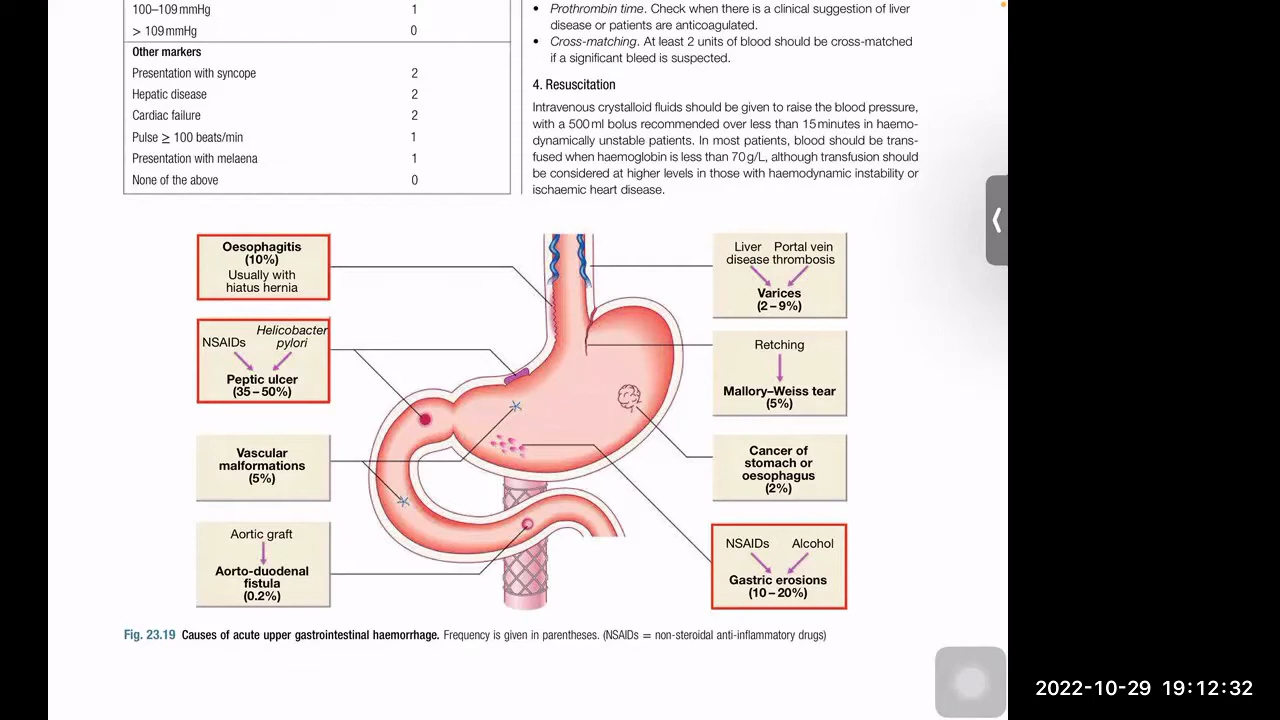 100–109 mmHg 1
> 109 mmHg 0
Other markers
Presentation with syncope 2
Hepatic disease 2
Cardiac failure 2
Pulse ≥ 100 beats/min 1
Presentation with melaena 1
None of the above 0
• Prothrombin time. Check when there is a clinical suggestion of liver
disease or patients are anticoagulated.
• Cross-matching. At least 2 units of blood should be cross-matched
if a significant bleed is suspected.
4. Resuscitation
Intravenous crystalloid fluids should be given to raise the blood pressure,
with a 500 ml bolus recommended over less than 15 minutes in haemo-
dynamically unstable patients. In most patients, blood should be trans-
fused when haemoglobin is less than 70 g/L, although transfusion should
be considered at higher levels in those with haemodynamic instability or
ischaemic heart disease.
Oesophagitis
(10%)
Usually with
hiatus hernia
NSAIDs Helicobacter
pylori
Peptic ulcer
(35–50%)
Vascular
malformations
(5%)
Aortic graft
Aorto-duodenal
fistula
(0.2%)
Liver Portal vein
disease thrombosis
Varices
(2–9%)
Retching
Mallory–Weiss tear
(5%)
Cancer of
stomach or
oesophagus
(2%)
NSAIDs Alcohol
Gastric erosions
(10–20%)
Fig. 23.19 Causes of acute upper gastrointestinal haemorrhage. Frequency is given in parentheses. (NSAIDs = non-steroidal anti-inflammatory drugs)
2022-10-29 19:12:32